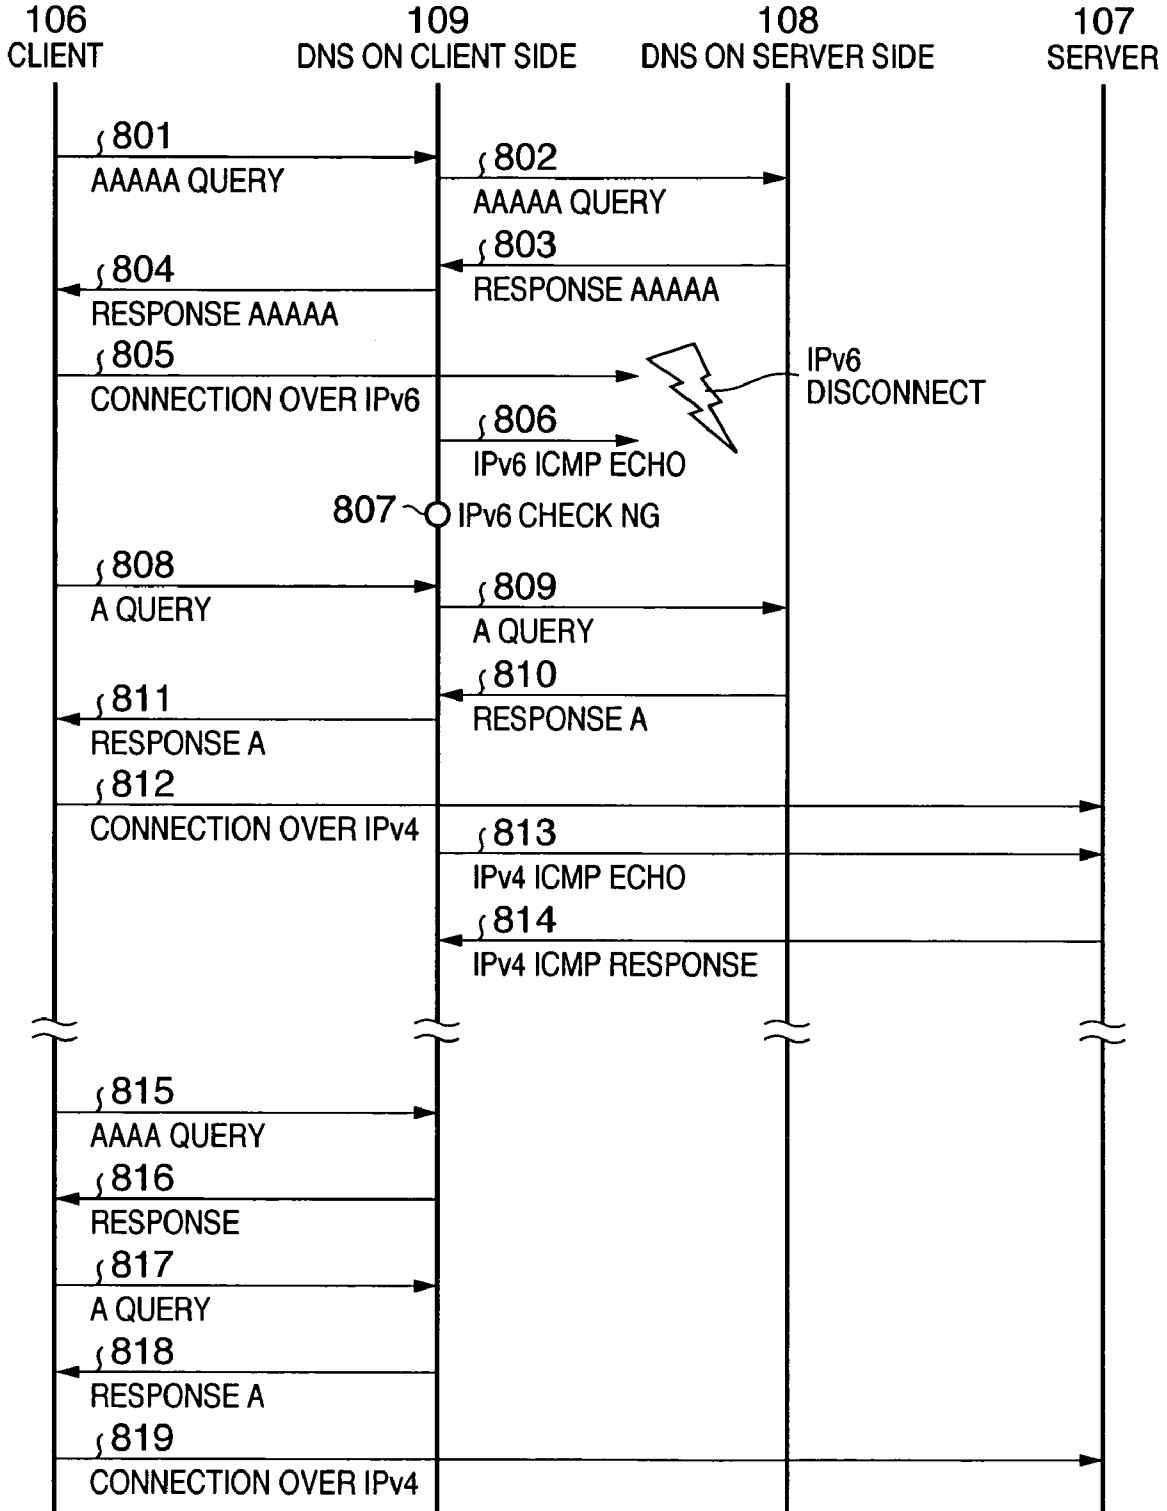 106
CLIENT
109
DNS ON CLIENT SIDE
108
DNS ON SERVER SIDE
107
SERVER
801
AAAAA QUERY
802
AAAAA QUERY
803
RESPONSE AAAAA
804
RESPONSE AAAAA
805
CONNECTION OVER IPv6
IPv6
DISCONNECT
806
IPv6 ICMP ECHO
807
IPv6 CHECK NG
808
A QUERY
809
A QUERY
810
RESPONSE A
811
RESPONSE A
812
CONNECTION OVER IPv4
813
IPv4 ICMP ECHO
814
IPv4 ICMP RESPONSE
815
AAAA QUERY
816
RESPONSE
817
A QUERY
818
RESPONSE A
819
CONNECTION OVER IPv4